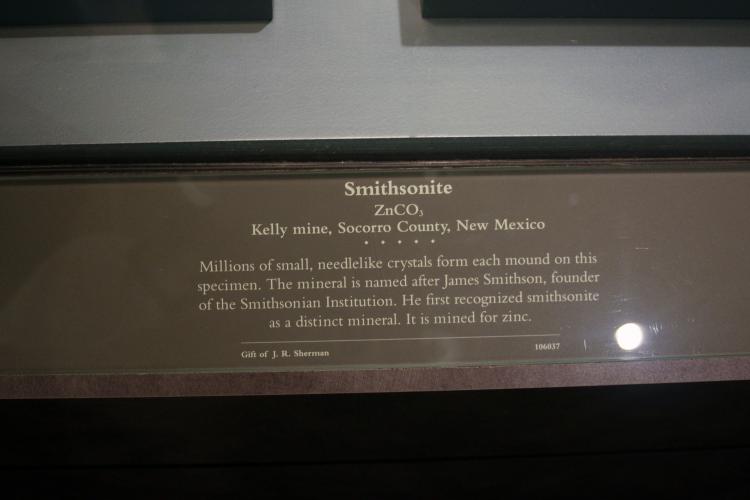 Smithsonite
ZnCO₃
Kelly mine, Socorro County, New Mexico
• • • • •
Millions of small, needlelike crystals form each mound on this
specimen. The mineral is named after James Smithson, founder
of the Smithsonian Institution. He first recognized smithsonite
as a distinct mineral. It is mined for zinc.
Gift of J. R. Sherman 106037